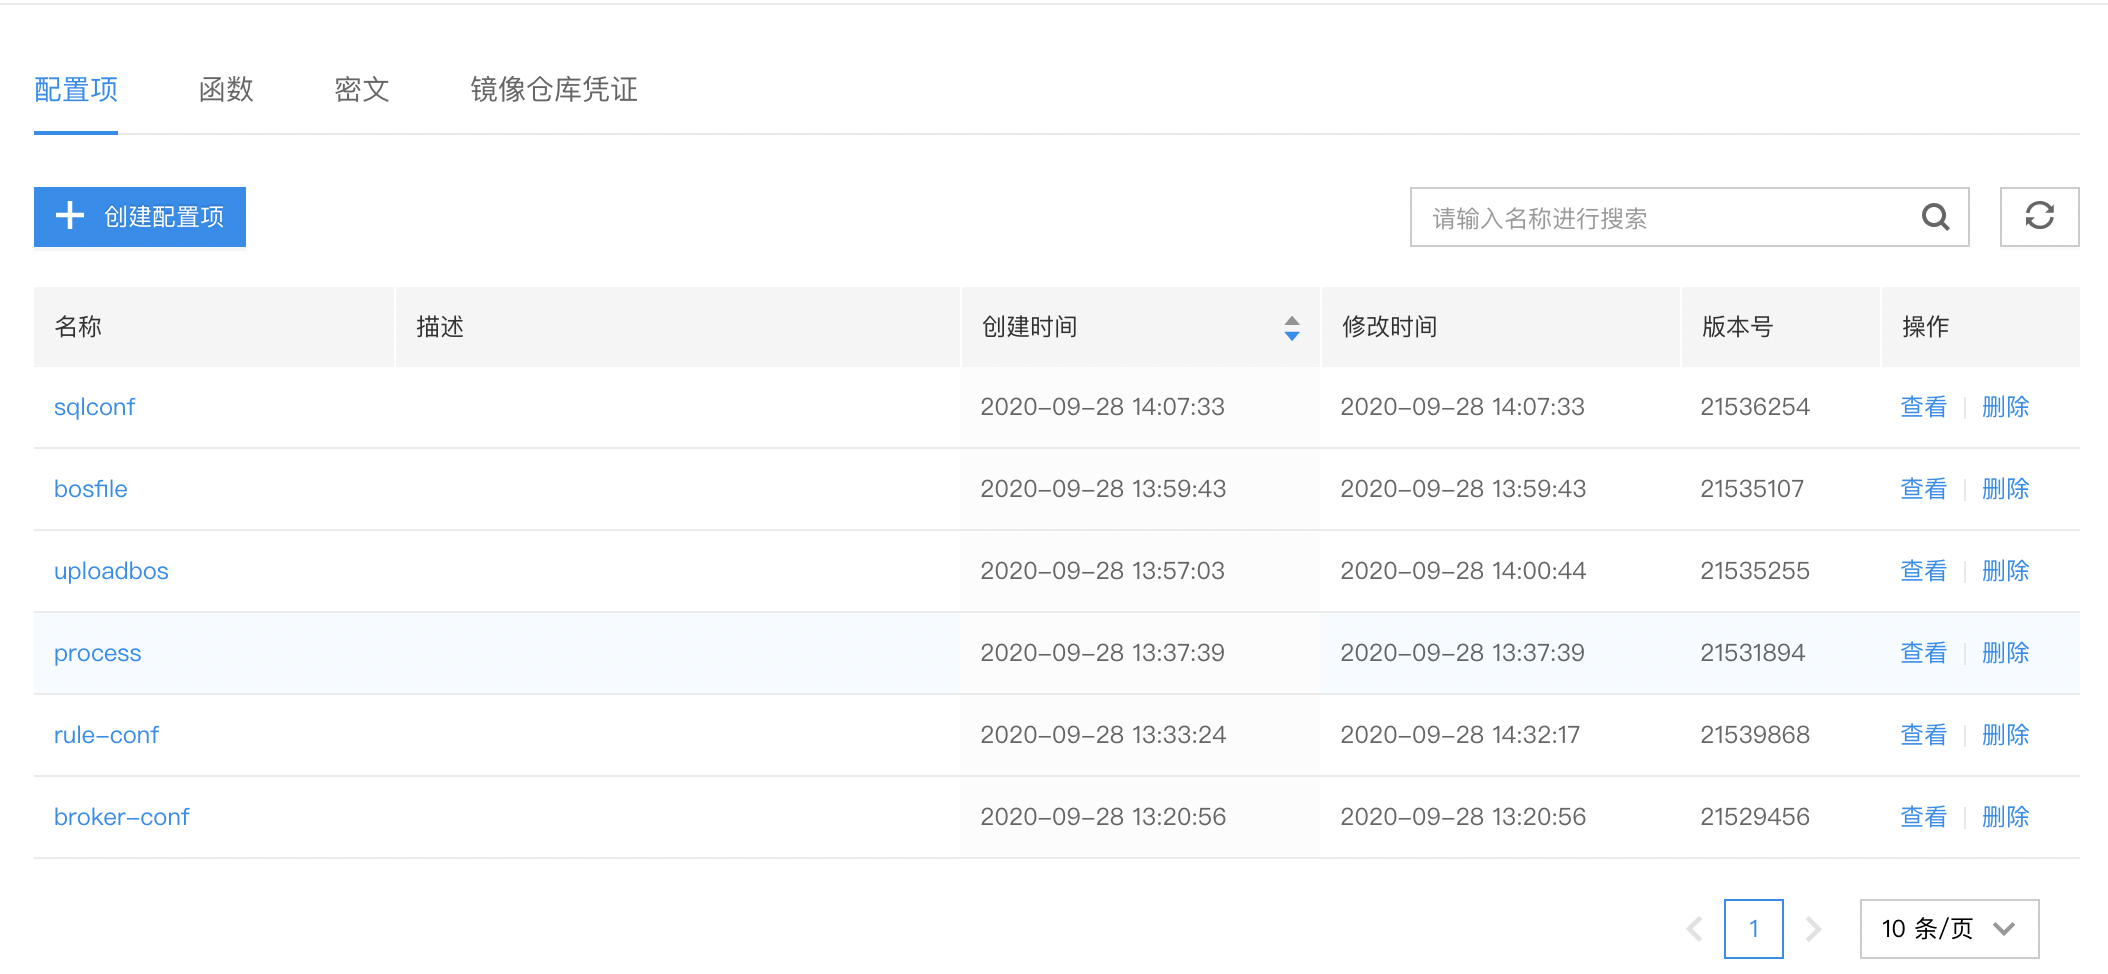 配置项 函数 密文 镜像仓库凭证
创建配置项 请输入名称进行搜索
名称 描述 创建时间 修改时间 版本号 操作
sqlconf 2020-09-28 14:07:33 2020-09-28 14:07:33 21536254 查看 删除
bosfile 2020-09-28 13:59:43 2020-09-28 13:59:43 21535107 查看 删除
uploadbos 2020-09-28 13:57:03 2020-09-28 14:00:44 21535255 查看 删除
process 2020-09-28 13:37:39 2020-09-28 13:37:39 21531894 查看 删除
rule-conf 2020-09-28 13:33:24 2020-09-28 14:32:17 21539868 查看 删除
broker-conf 2020-09-28 13:20:56 2020-09-28 13:20:56 21529456 查看 删除
1 10 条/页